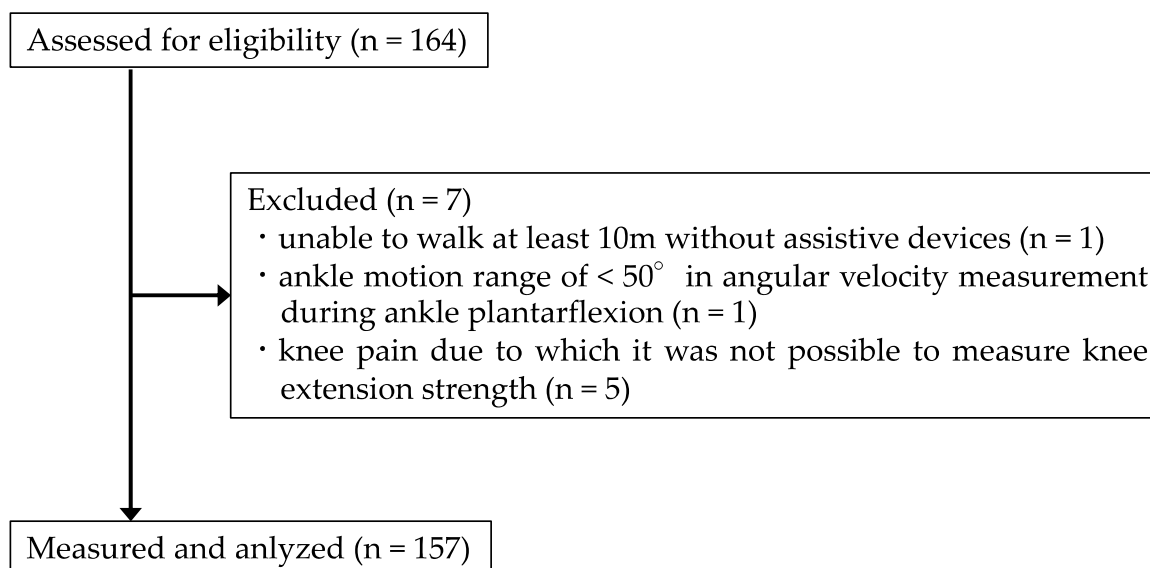 Assessed for eligibility (n = 164)
Excluded (n = 7)
・unable to walk at least 10m without assistive devices (n = 1)
・ankle motion range of < 50° in angular velocity measurement
during ankle plantarflexion (n = 1)
・knee pain due to which it was not possible to measure knee
extension strength (n = 5)
Measured and anlyzed (n = 157)